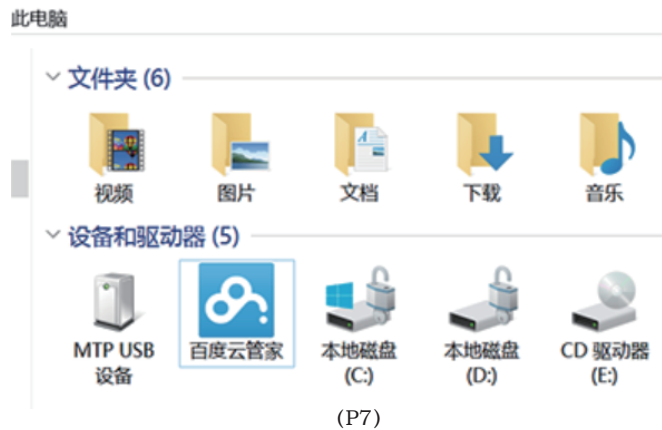 此电脑
文件夹 (6)
视频 图片 文档 下载 音乐
设备和驱动器 (5)
MTP USB 百度云管家 本地磁盘 本地磁盘 CD 驱动器
设备 (C:) (D:) (E:)
(P7)